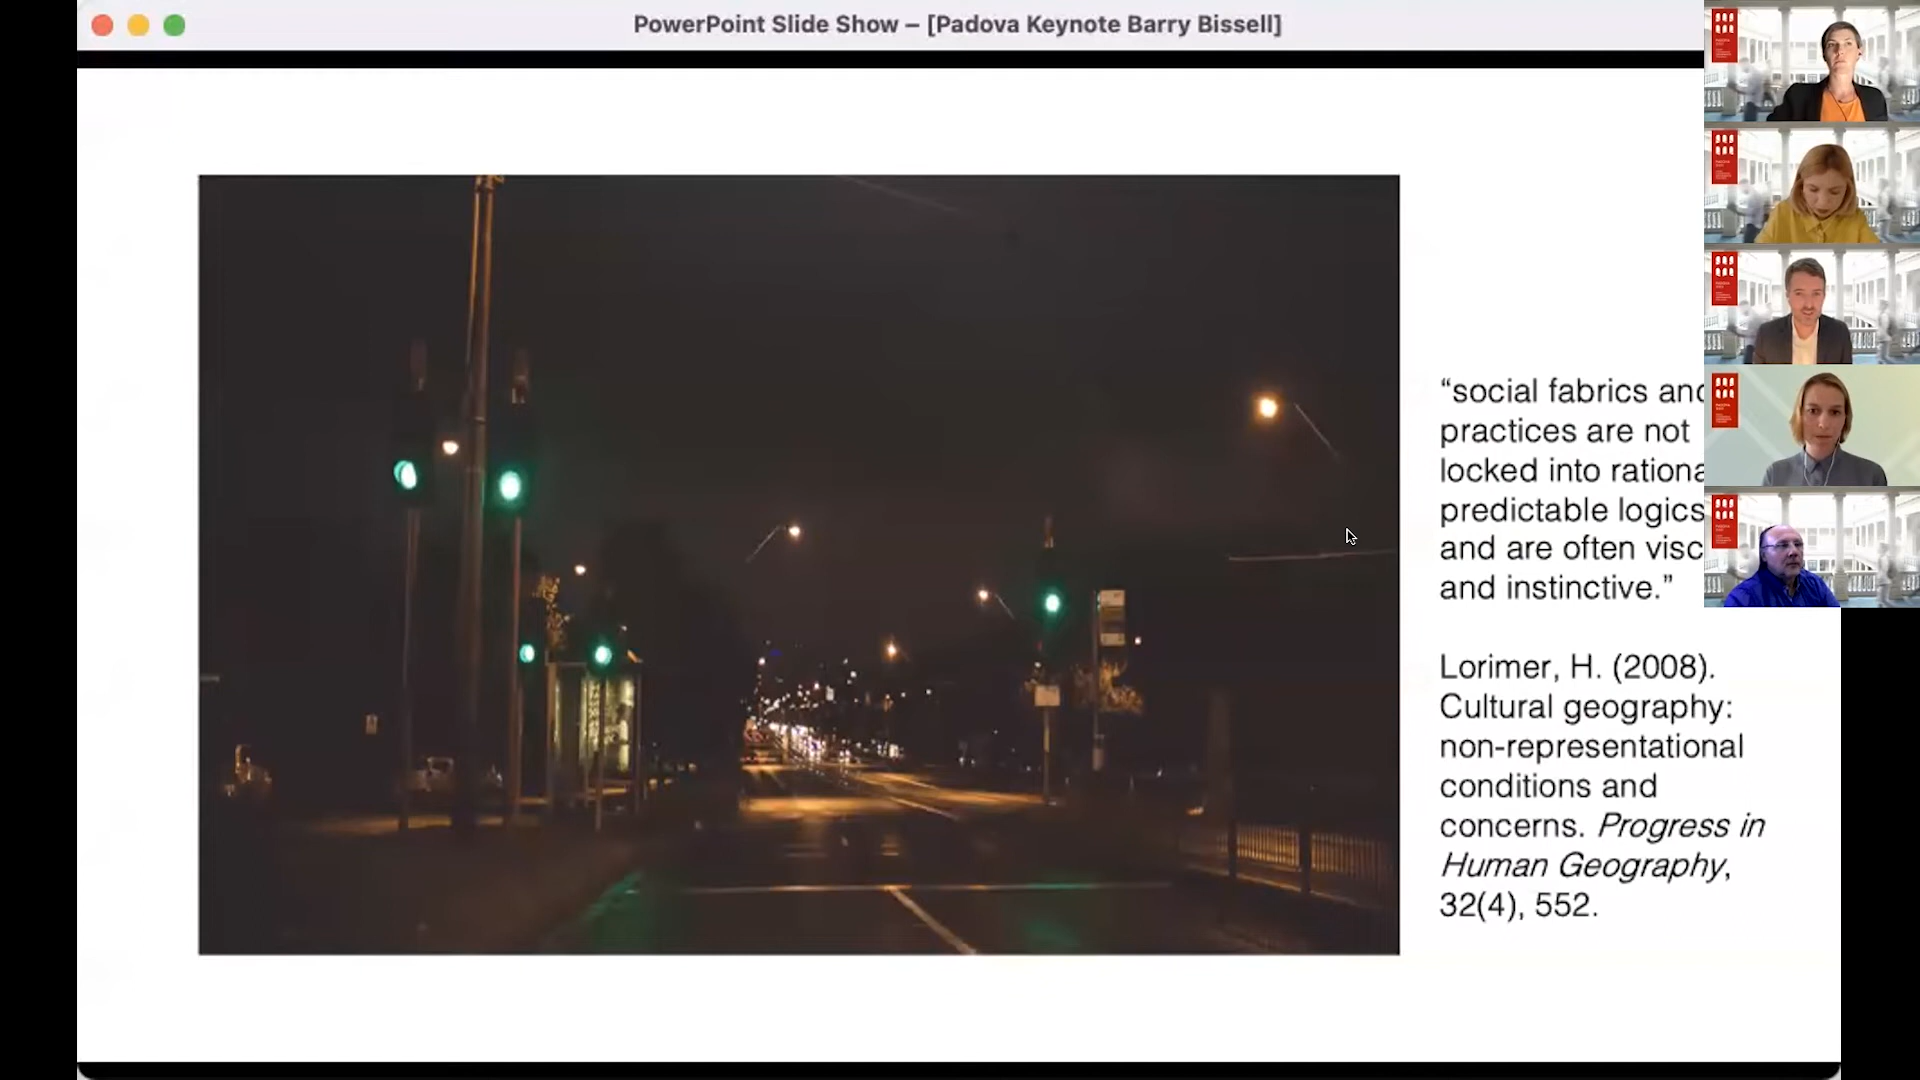 PowerPoint Slide Show – [Padova Keynote Barry Bissell]
“social fabrics and
practices are not
locked into rationa
predictable logics
and are often visc
and instinctive.”
Lorimer, H. (2008).
Cultural geography:
non-representational
conditions and
concerns. Progress in
Human Geography,
32(4), 552.